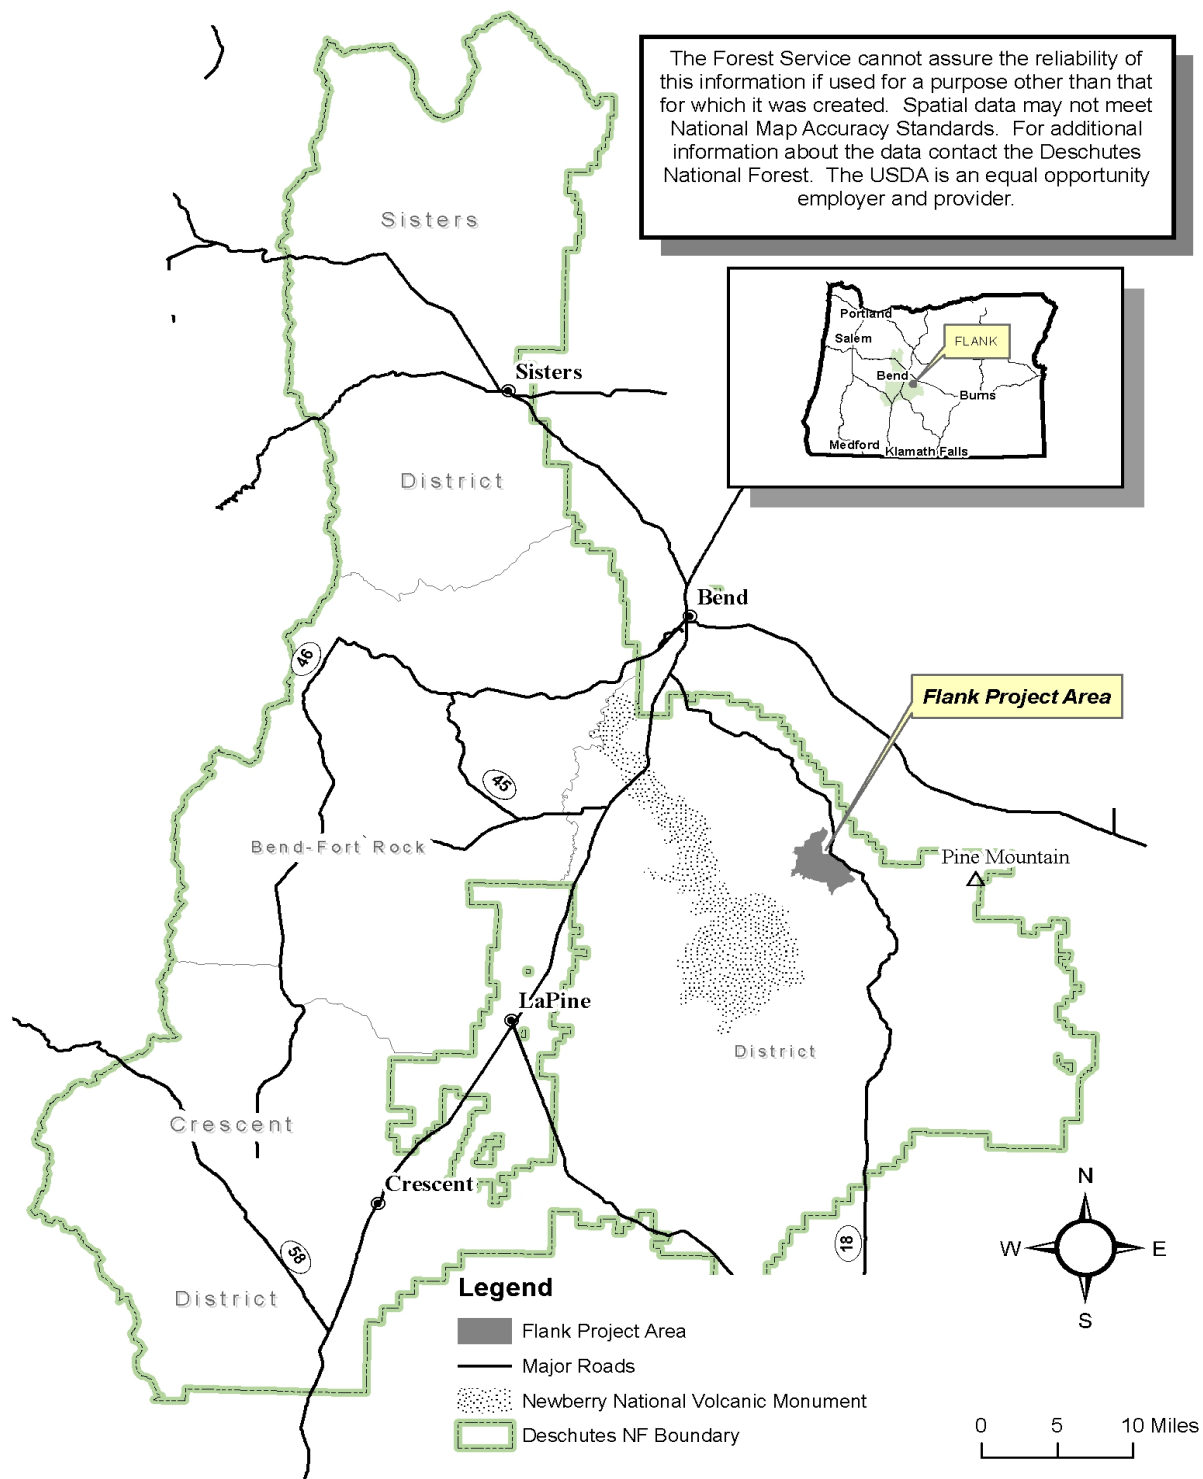 The Forest Service cannot assure the reliability of
this information if used for a purpose other than that
for which it was created.  Spatial data may not meet
National Map Accuracy Standards.  For additional
information about the data contact the Deschutes
National Forest.  The USDA is an equal opportunity
employer and provider.
Sisters
Portland
Salem
FLANK
Bend
Burns
Medford
Klamath Falls
Sisters
District
Bend
46
Flank Project Area
45
Bend-Fort Rock
Pine Mountain
LaPine
District
Crescent
Crescent
N
W
E
S
18
58
District
Legend
Flank Project Area
Major Roads
Newberry National Volcanic Monument
Deschutes NF Boundary
0 5 10 Miles